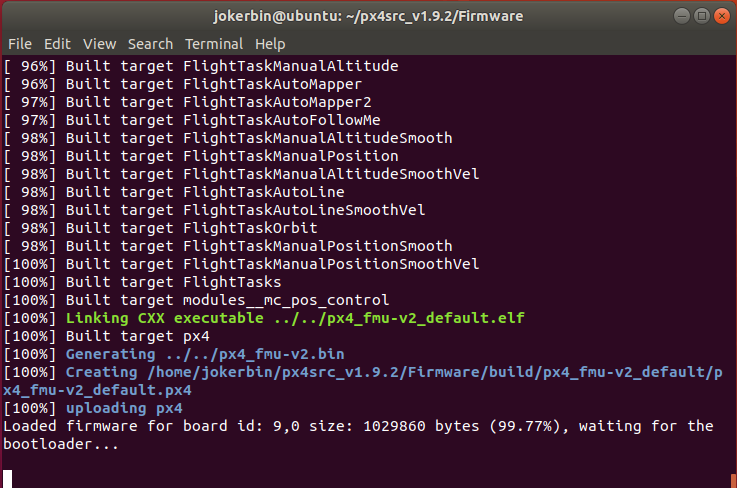 jokerbin@ubuntu: ~/px4src_v1.9.2/Firmware
File Edit View Search Terminal Help
[ 96%] Built target FlightTaskManualAltitude
[ 96%] Built target FlightTaskAutoMapper
[ 97%] Built target FlightTaskAutoMapper2
[ 97%] Built target FlightTaskAutoFollowMe
[ 98%] Built target FlightTaskManualAltitudeSmooth
[ 98%] Built target FlightTaskManualPosition
[ 98%] Built target FlightTaskManualAltitudeSmoothVel
[ 98%] Built target FlightTaskAutoLine
[ 98%] Built target FlightTaskAutoLineSmoothVel
[ 98%] Built target FlightTaskOrbit
[ 98%] Built target FlightTaskManualPositionSmooth
[100%] Built target FlightTaskManualPositionSmoothVel
[100%] Built target FlightTasks
[100%] Built target modules__mc_pos_control
[100%] Linking CXX executable ../../px4_fmu-v2_default.elf
[100%] Built target px4
[100%] Generating ../../px4_fmu-v2.bin
[100%] Creating /home/jokerbin/px4src_v1.9.2/Firmware/build/px4_fmu-v2_default/p
x4_fmu-v2_default.px4
[100%] uploading px4
Loaded firmware for board id: 9,0 size: 1029860 bytes (99.77%), waiting for the
bootloader...